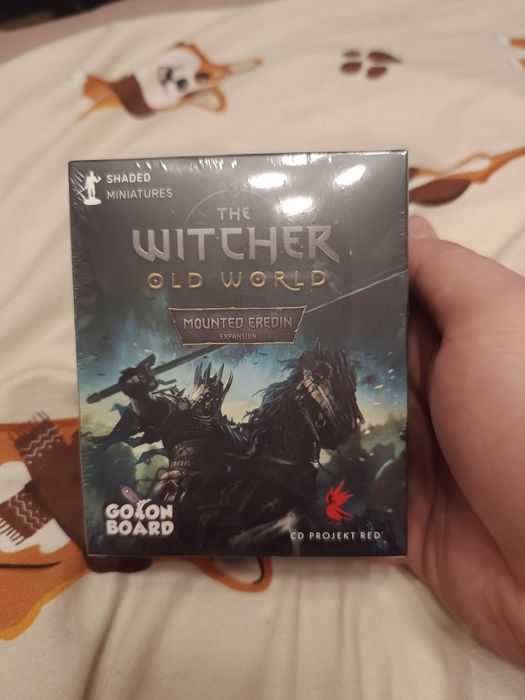 SHADED
MINIATURES
THE
WITCHER
OLD WORLD
MOUNTED EREDIN
EXPANSION
GO ON
BOARD
CD PROJEKT RED